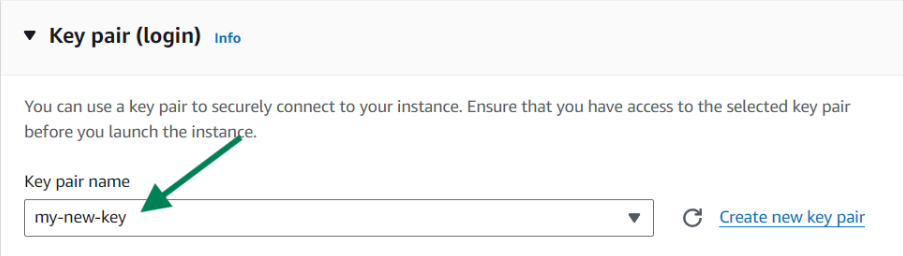 Key pair (login) Info
You can use a key pair to securely connect to your instance. Ensure that you have access to the selected key pair
before you launch the instance.
Key pair name
my-new-key
Create new key pair